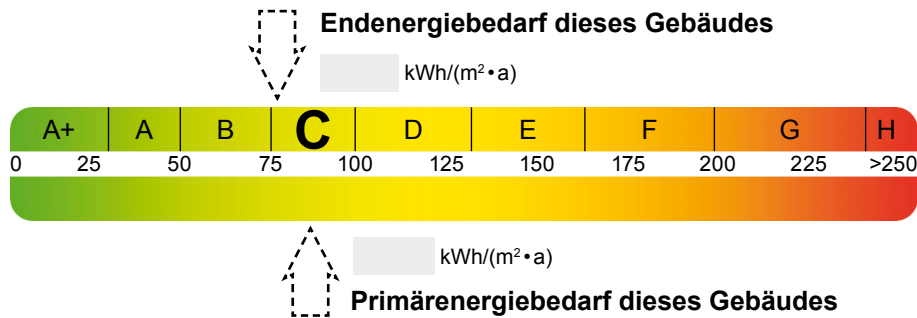 Endenergiebedarf dieses Gebäudes
kWh/(m²•a)
A+ A B C D E F G H
0 25 50 75 100 125 150 175 200 225 >250
kWh/(m²•a)
Primärenergiebedarf dieses Gebäudes